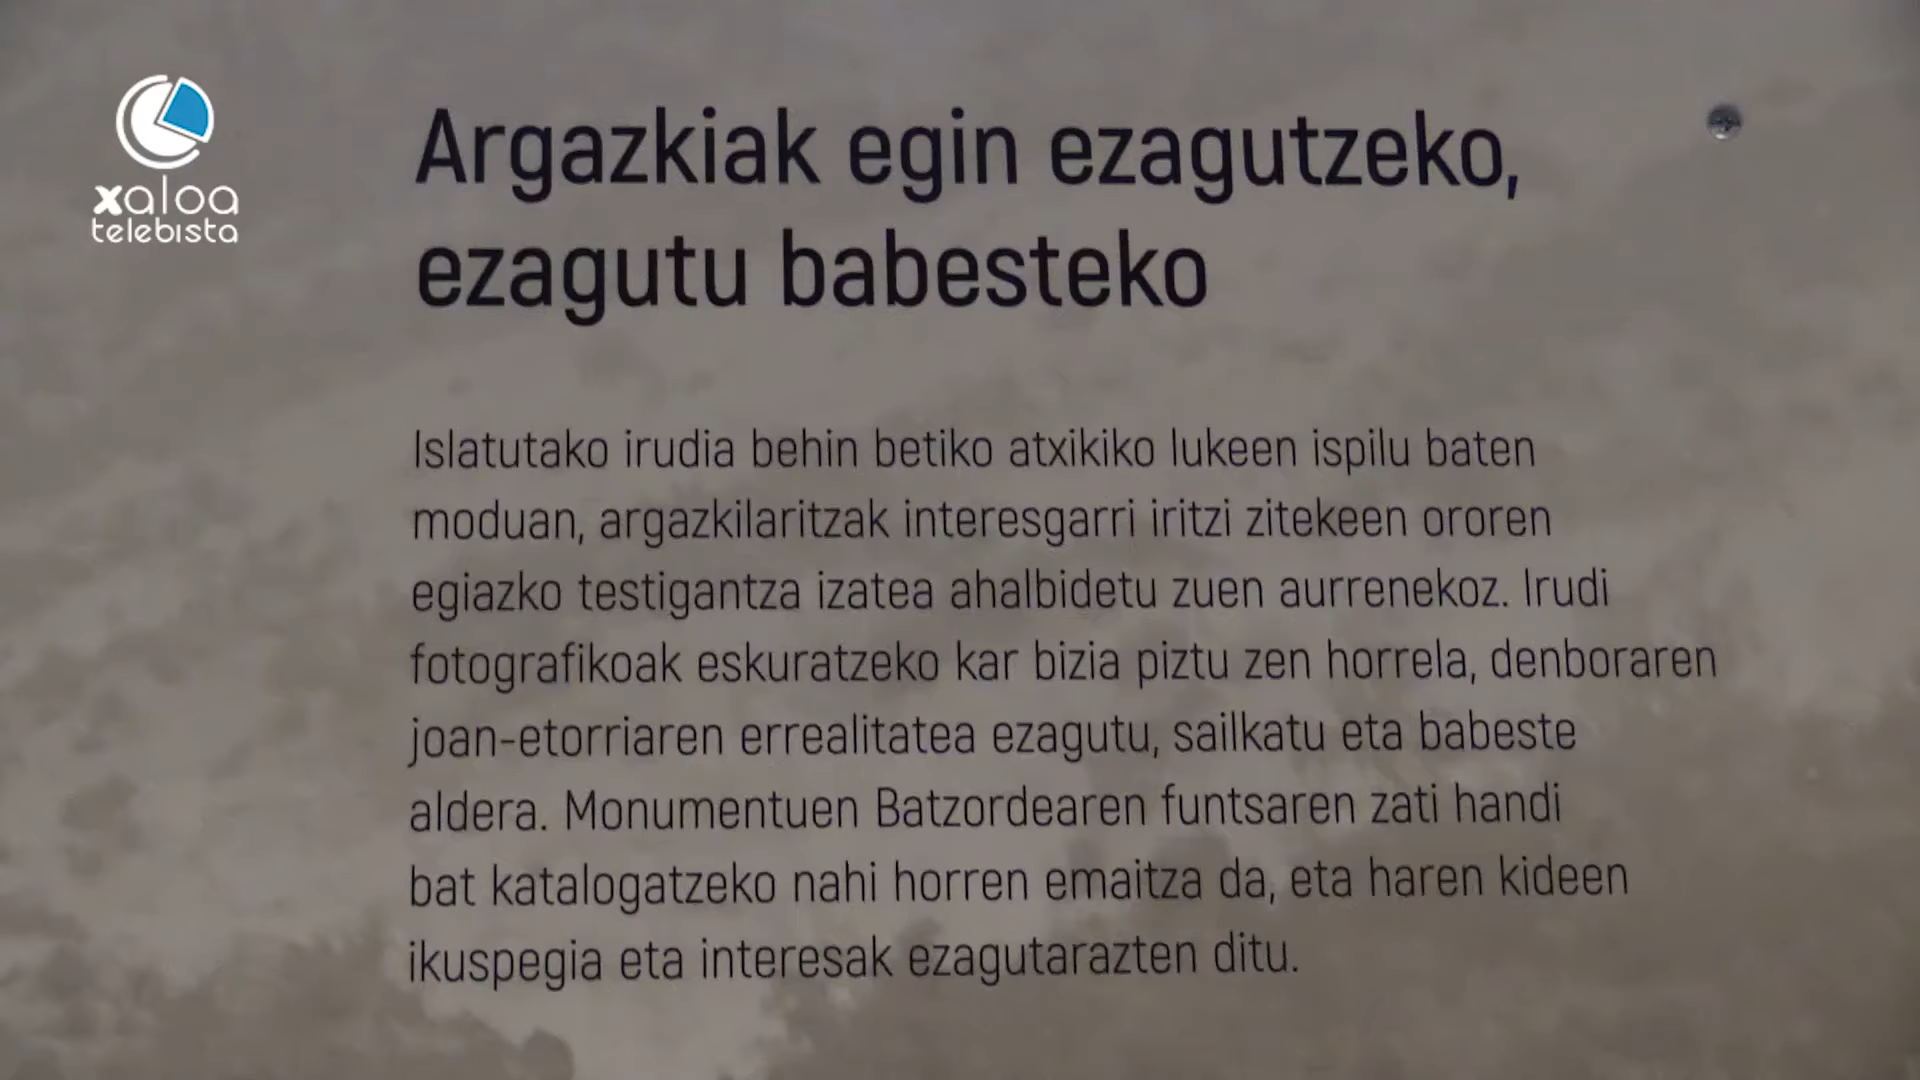 xaloa
telebista
Argazkiak egin ezagutzeko,
ezagutu babesteko
Islatutako irudia behin betiko atxikiko lukeen ispilu baten
moduan, argazkilaritzak interesgarri iritzi zitekeen ororen
egiazko testigantza izatea ahalbidetu zuen aurrenekoz. Irudi
fotografikoak eskuratzeko kar bizia piztu zen horrela, denboraren
joan-etorriaren errealitatea ezagutu, sailkatu eta babeste
aldera. Monumentuen Batzordearen funtsaren zati handi
bat katalogatzeko nahi horren emaitza da, eta haren kideen
ikuspegia eta interesak ezagutarazten ditu.